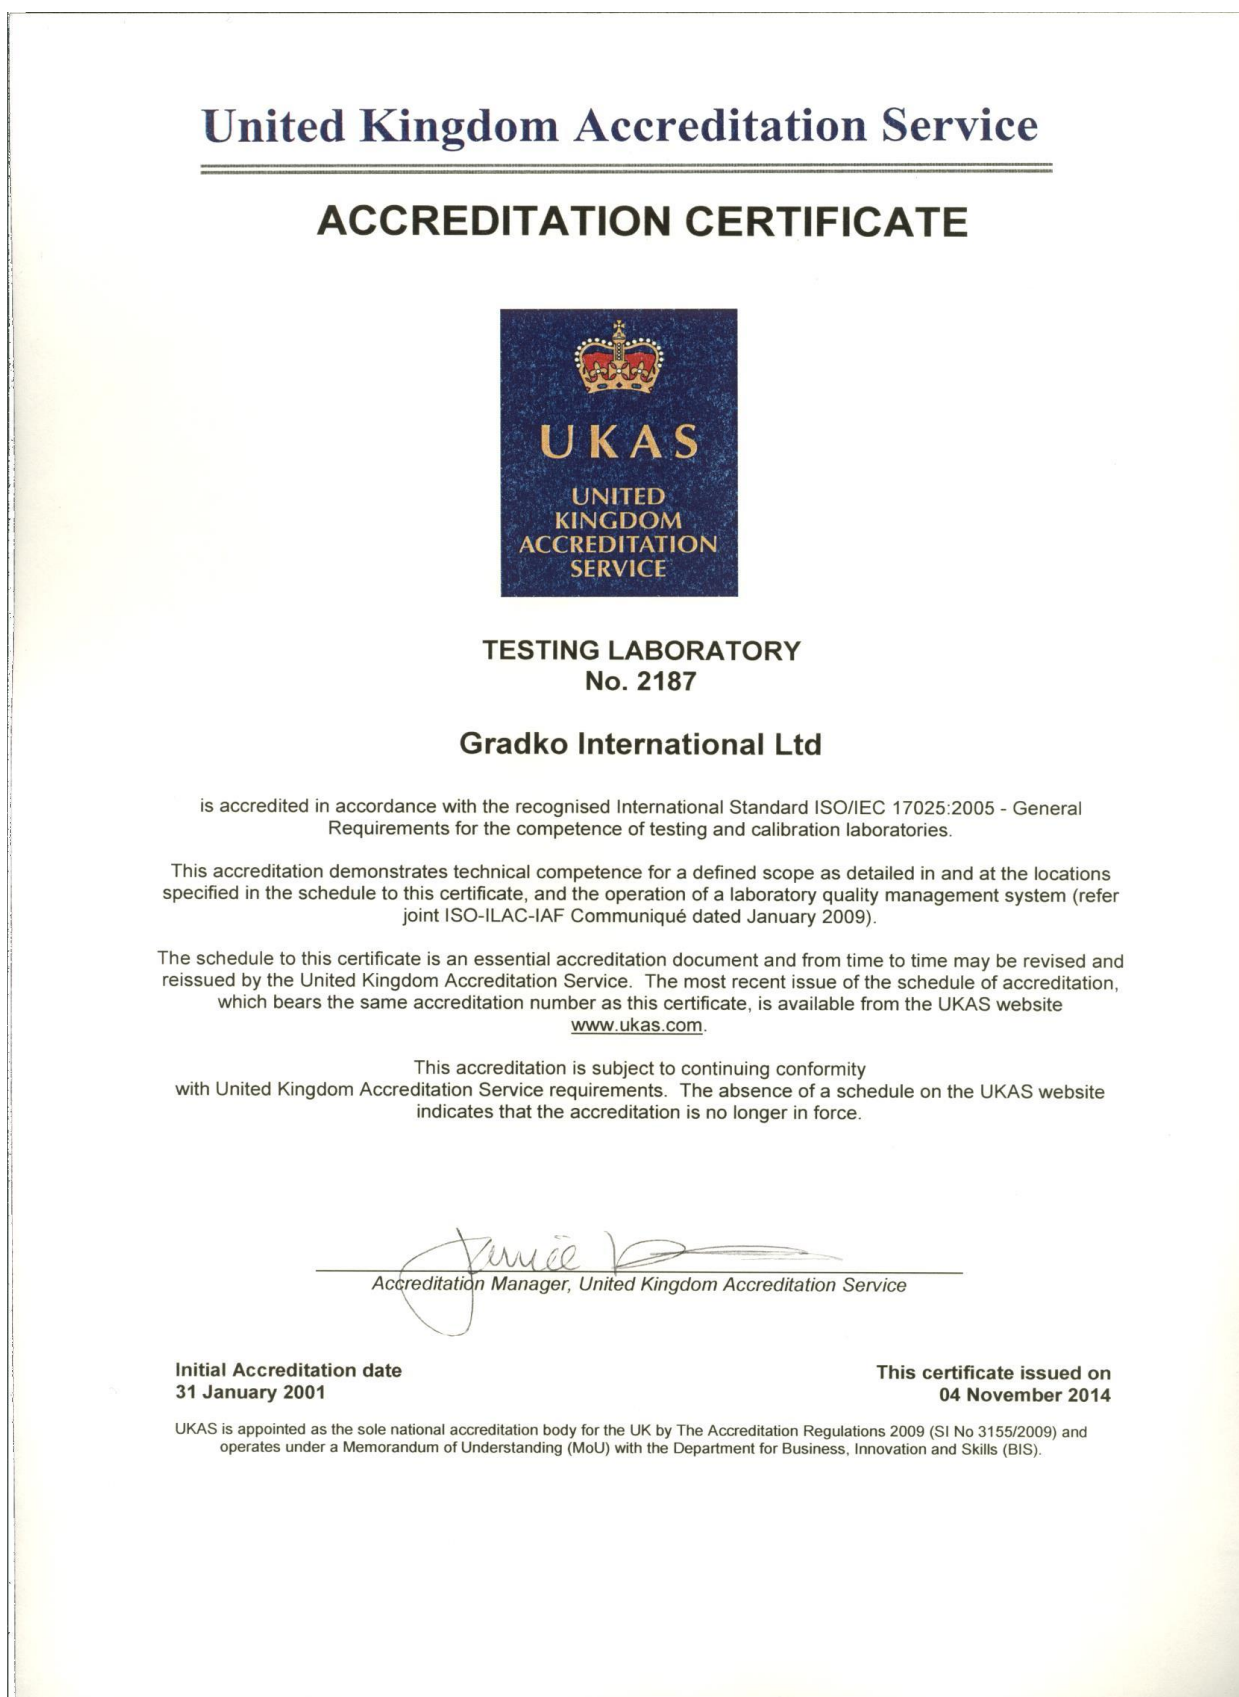 United Kingdom Accreditation Service
ACCREDITATION CERTIFICATE
UKAS
UNITED
KINGDOM
ACCREDITATION
SERVICE
TESTING LABORATORY
No. 2187
Gradko International Ltd
is accredited in accordance with the recognised International Standard ISO/IEC 17025:2005 - General
Requirements for the competence of testing and calibration laboratories.
This accreditation demonstrates technical competence for a defined scope as detailed in and at the locations
specified in the schedule to this certificate, and the operation of a laboratory quality management system (refer
joint ISO-ILAC-IAF Communiqué dated January 2009).
The schedule to this certificate is an essential accreditation document and from time to time may be revised and
reissued by the United Kingdom Accreditation Service. The most recent issue of the schedule of accreditation,
which bears the same accreditation number as this certificate, is available from the UKAS website
www.ukas.com.
This accreditation is subject to continuing conformity
with United Kingdom Accreditation Service requirements. The absence of a schedule on the UKAS website
indicates that the accreditation is no longer in force.
Accreditation Manager, United Kingdom Accreditation Service
Initial Accreditation date
31 January 2001
This certificate issued on
04 November 2014
UKAS is appointed as the sole national accreditation body for the UK by The Accreditation Regulations 2009 (SI No 3155/2009) and
operates under a Memorandum of Understanding (MoU) with the Department for Business, Innovation and Skills (BIS).